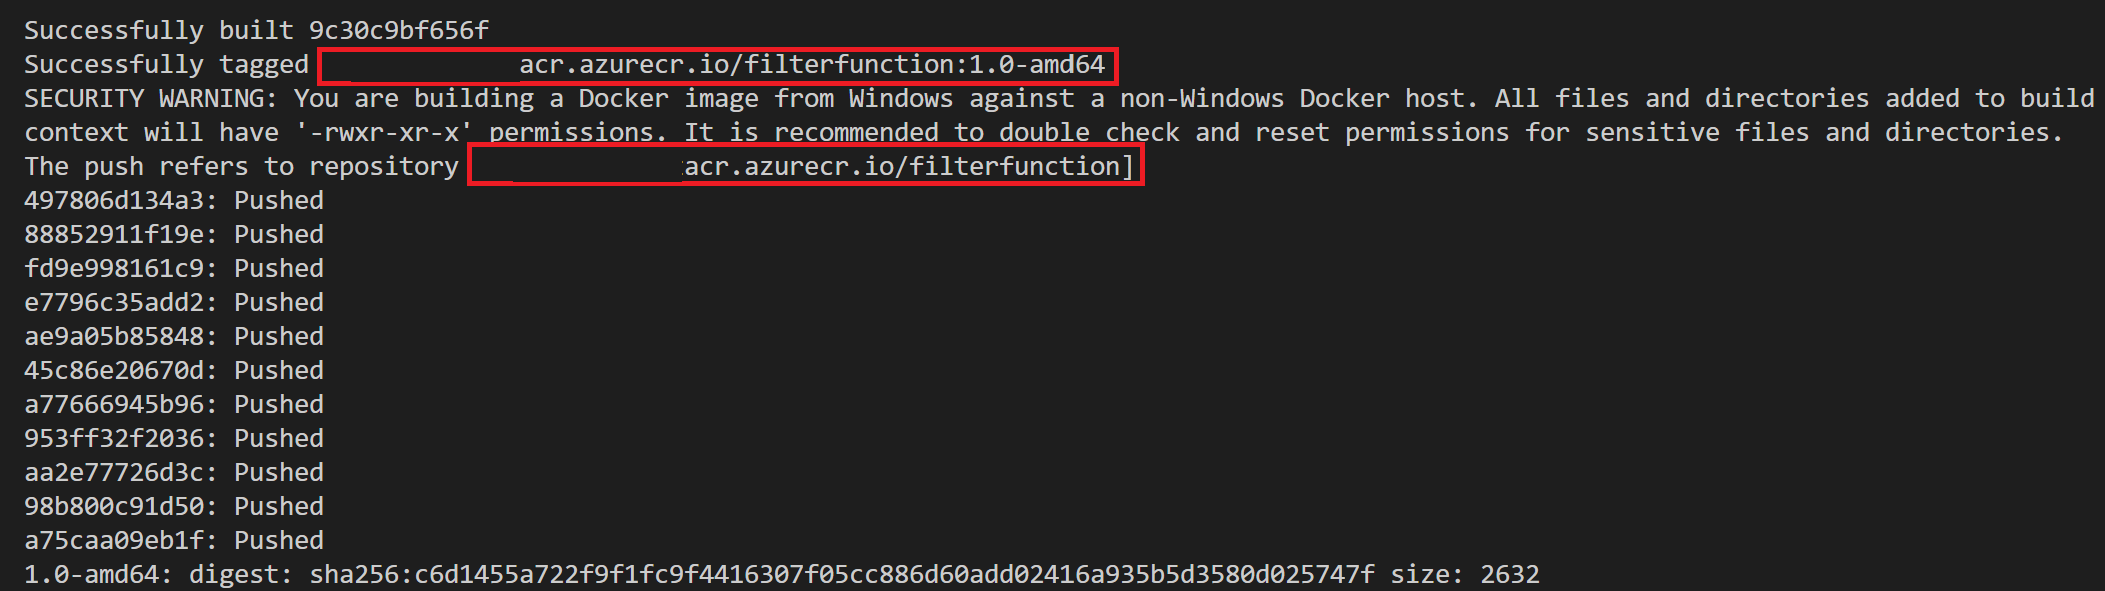 Successfully built 9c30c9bf656f
Successfully tagged acr.azurecr.io/filterfunction:1.0-amd64
SECURITY WARNING: You are building a Docker image from Windows against a non-Windows Docker host. All files and directories added to build
context will have '-rwxr-xr-x' permissions. It is recommended to double check and reset permissions for sensitive files and directories.
The push refers to repository acr.azurecr.io/filterfunction]
497806d134a3: Pushed
88852911f19e: Pushed
fd9e998161c9: Pushed
e7796c35add2: Pushed
ae9a05b85848: Pushed
45c86e20670d: Pushed
a77666945b96: Pushed
953ff32f2036: Pushed
aa2e77726d3c: Pushed
98b800c91d50: Pushed
a75caa09eb1f: Pushed
1.0-amd64: digest: sha256:c6d1455a722f9f1fc9f4416307f05cc886d60add02416a935b5d3580d025747f size: 2632